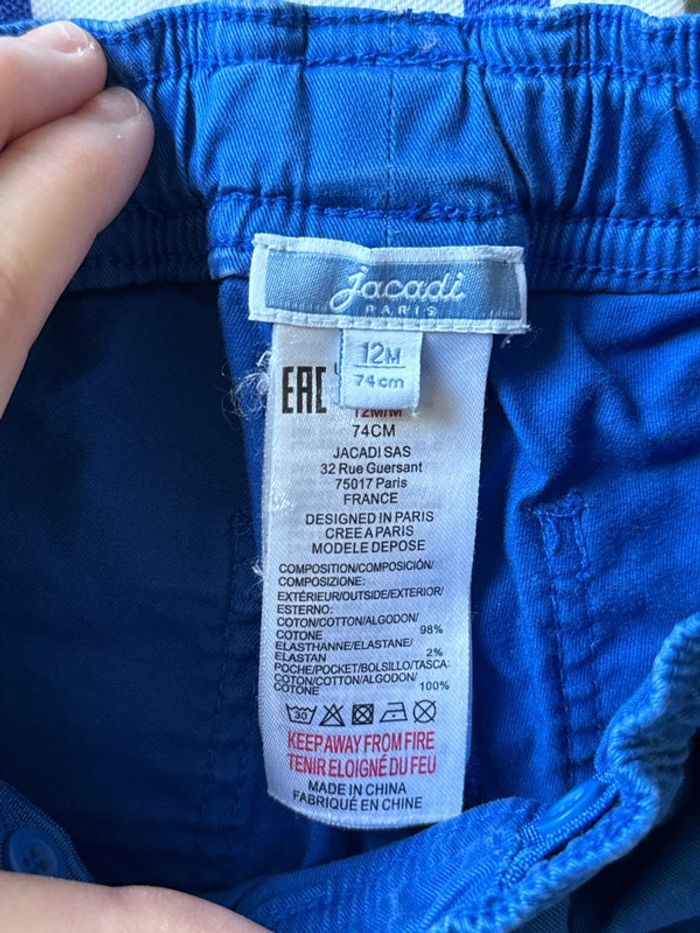 jacadi
PARIS
12M
74cm
EAC
12M/M
74CM
JACADI SAS
32 Rue Guersant
75017 Paris
FRANCE
DESIGNED IN PARIS
CREE A PARIS
MODELE DEPOSE
COMPOSITION/COMPOSICIÓN/
COMPOSIZIONE:
EXTÉRIEUR/OUTSIDE/EXTERIOR/
ESTERNO:
COTON/COTTON/ALGODON/
COTONE 98%
ELASTHANNE/ELASTANE/
ELASTAN 2%
POCHE/POCKET/BOLSILLO/TASCA:
COTON/COTTON/ALGODON/
COTONE 100%
30
KEEP AWAY FROM FIRE
TENIR ELOIGNÉ DU FEU
MADE IN CHINA
FABRIQUÉ EN CHINE